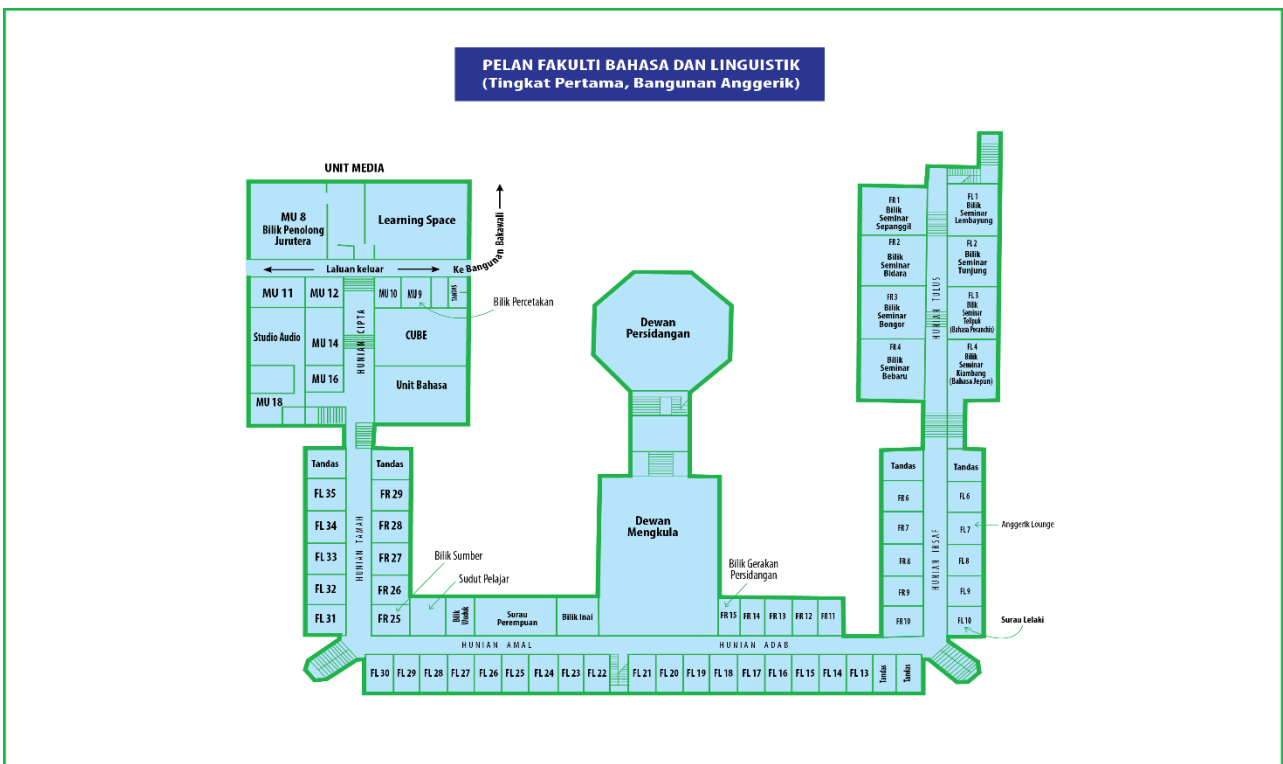 PELAN FAKULTI BAHASA DAN LINGUISTIK
(Tingkat Pertama, Bangunan Anggerik)
UNIT MEDIA
MU 8
Bilik Penolong
Jurutera
Learning Space
Laluan keluar
Ke Bangunan Bakawali
MU 11
MU 12
MU 10
MU 9
TANDAS
Bilik Percetakan
HUNIAN CIPTA
Studio Audio
MU 14
CUBE
MU 16
Unit Bahasa
MU 18
Tandas
Tandas
FL 35
FR 29
FL 34
FR 28
HUNIAN TAMAH
FL 33
FR 27
FL 32
FR 26
FL 31
FR 25
Bilik Sumber
Sudut Pelajar
Bilik
Wuduk
Surau
Perempuan
Bilik Inai
Dewan
Persidangan
Dewan
Mengkula
Bilik Gerakan
Persidangan
FR 15
FR 14
FR 13
FR 12
FR 11
HUNIAN AMAL
HUNIAN ADAB
FL 30
FL 29
FL 28
FL 27
FL 26
FL 25
FL 24
FL 23
FL 22
FL 21
FL 20
FL 19
FL 18
FL 17
FL 16
FL 15
FL 14
FL 13
Tandas
Tandas
FR 1
Bilik
Seminar
Sepanggil
FL 1
Bilik
Seminar
Lembayung
FR 2
Bilik
Seminar
Bidara
FL 2
Bilik
Seminar
Tunjung
HUNIAN TULUS
FR 3
Bilik
Seminar
Bongor
FL 3
Bilik
Seminar
Telipuk
(Bahasa Peranchis)
FR 4
Bilik
Seminar
Bebaru
FL 4
Bilik
Seminar
Kiambang
(Bahasa Jepun)
Tandas
Tandas
FR 6
FL 6
FR 7
FL 7
Anggerik Lounge
HUNIAN IHSAF
FR 8
FL 8
FR 9
FL 9
FR 10
FL 10
Surau Lelaki